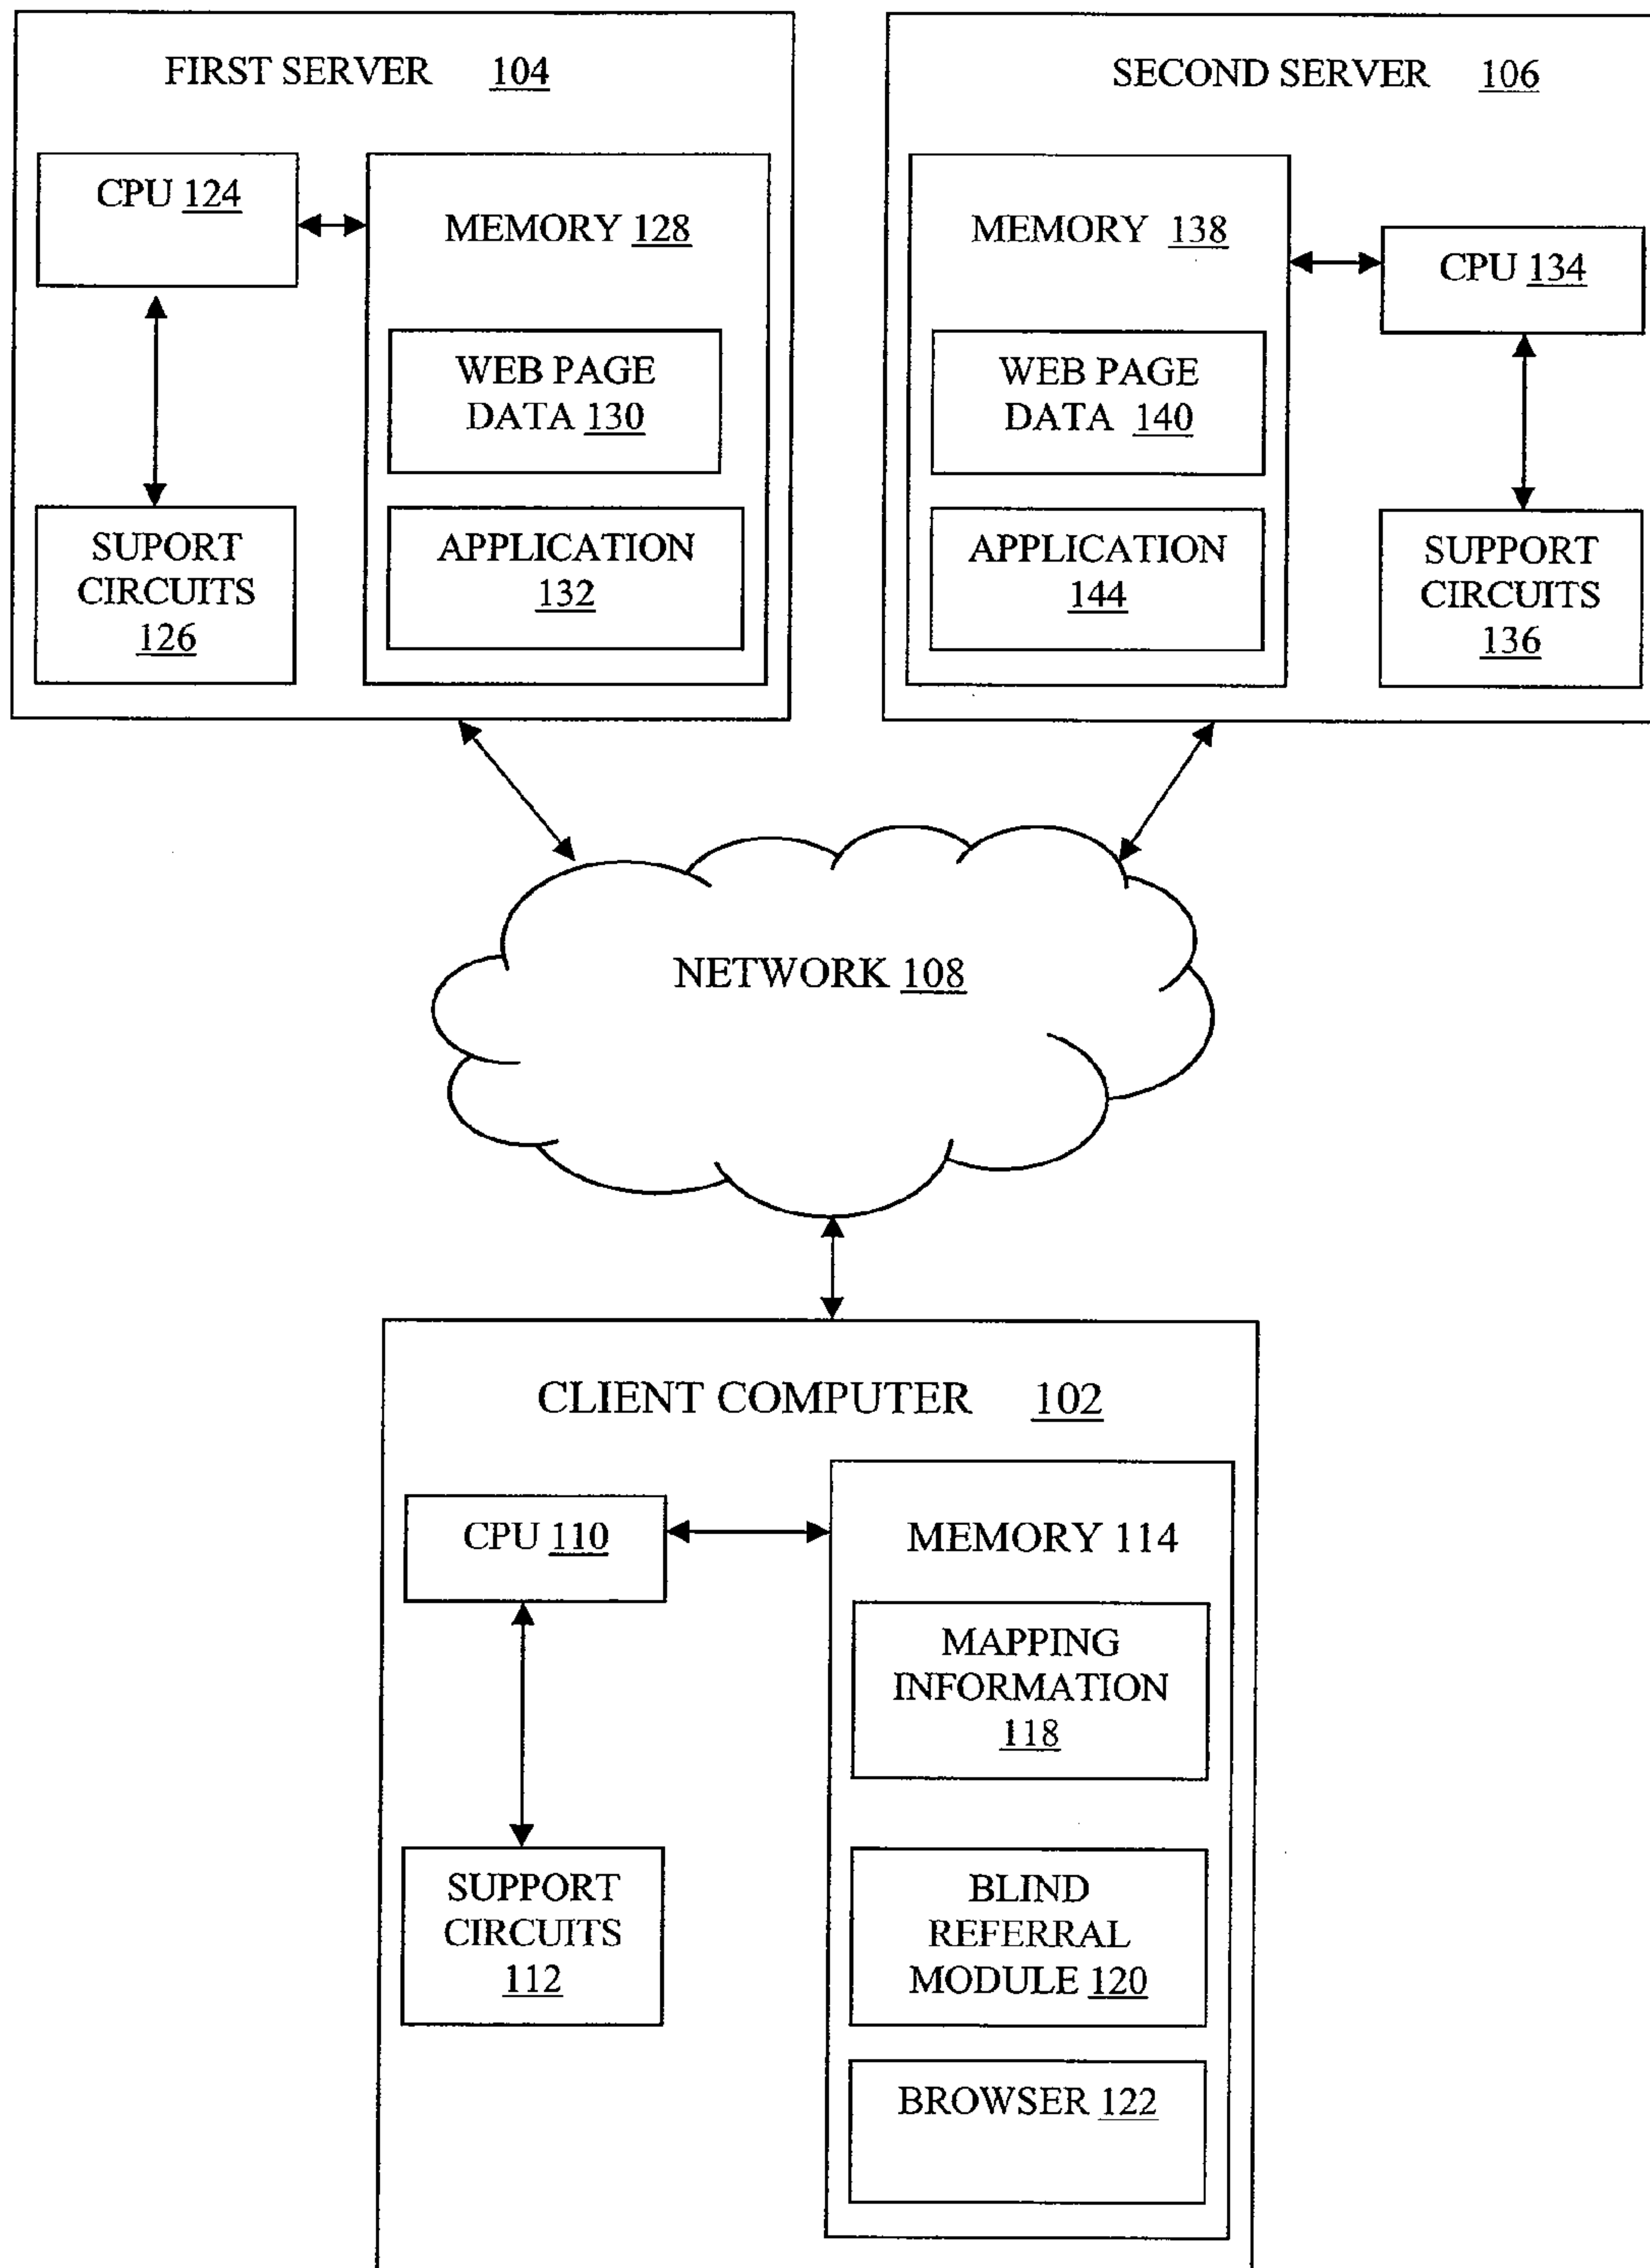 FIRST SERVER 104
CPU 124
MEMORY 128
WEB PAGE
DATA 130
SUPORT
CIRCUITS
126
APPLICATION
132
SECOND SERVER 106
MEMORY 138
CPU 134
WEB PAGE
DATA 140
APPLICATION
144
SUPPORT
CIRCUITS
136
NETWORK 108
CLIENT COMPUTER 102
CPU 110
MEMORY 114
MAPPING
INFORMATION
118
SUPPORT
CIRCUITS
112
BLIND
REFERRAL
MODULE 120
BROWSER 122